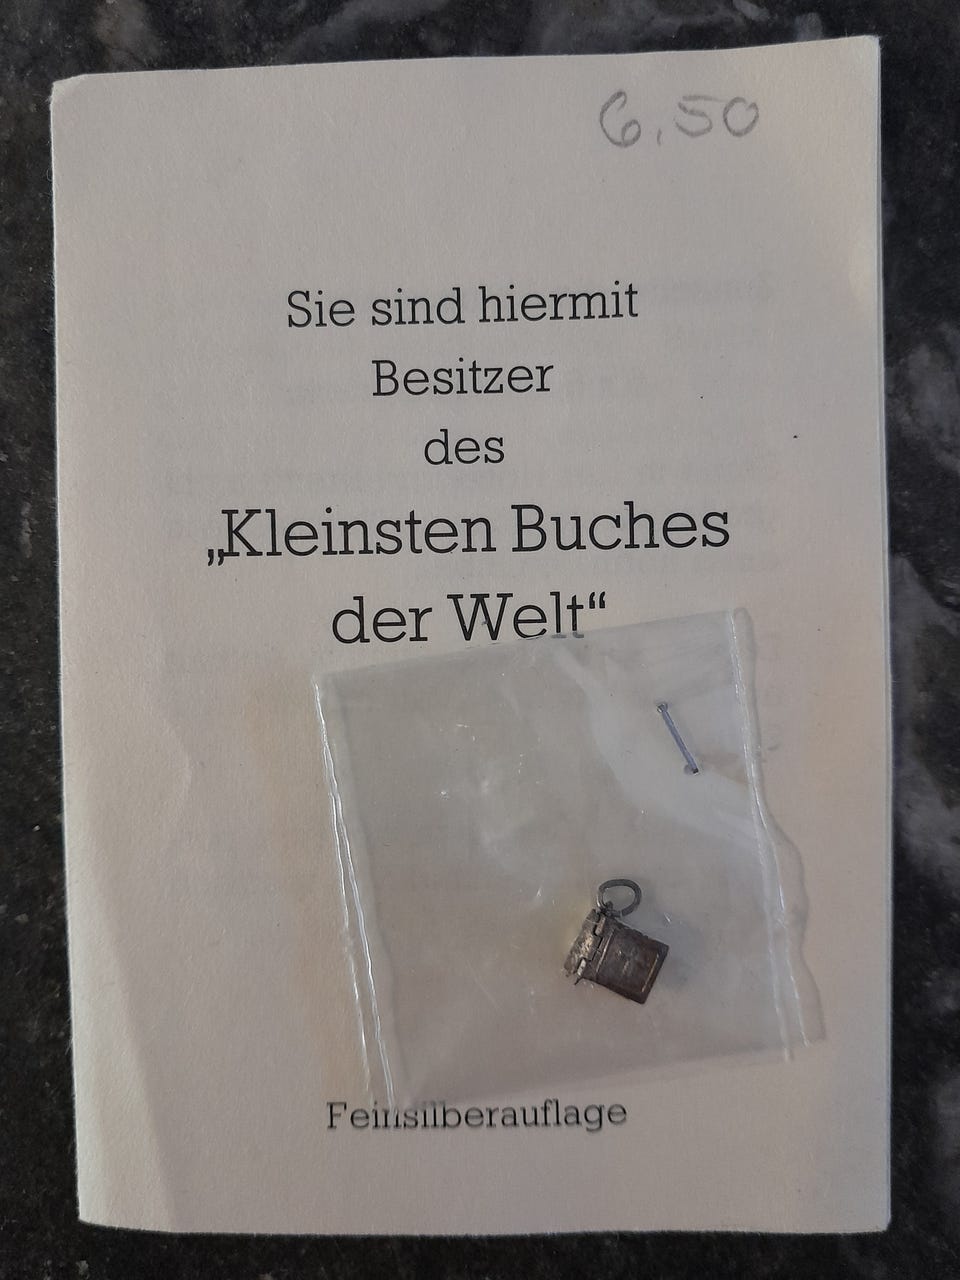 6.50
Sie sind hiermit
Besitzer
des
„Kleinsten Buches
der Welt“
Feinsilberauflage